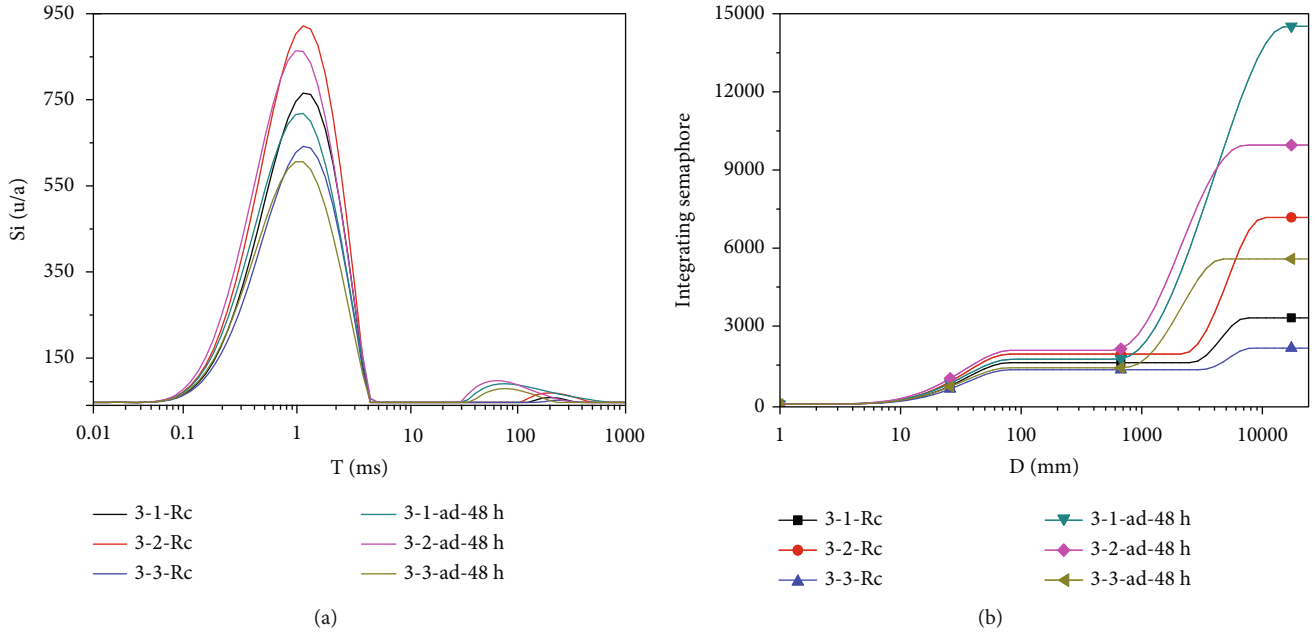 950
750
550
350
150
Si (u/a)
0.01
0.1
1
10
100
1000
T (ms)
3-1-Rc
3-2-Rc
3-3-Rc
3-1-ad-48 h
3-2-ad-48 h
3-3-ad-48 h
(a)
15000
12000
9000
6000
3000
0
Integrating semaphore
1
10
100
1000
10000
D (mm)
3-1-Rc
3-2-Rc
3-3-Rc
3-1-ad-48 h
3-2-ad-48 h
3-3-ad-48 h
(b)